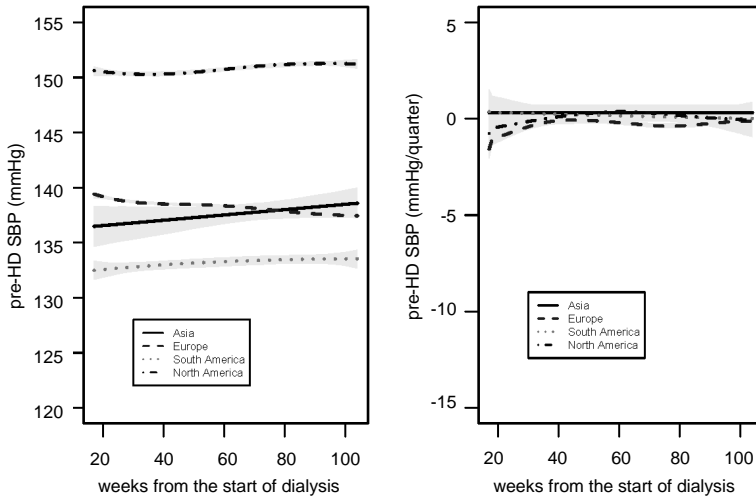 pre-HD SBP (mmHg)
155
150
145
140
135
130
125
120
Asia
Europe
South America
North America
20
40
60
80
100
weeks from the start of dialysis
pre-HD SBP (mmHg/quarter)
5
0
-5
-10
-15
Asia
Europe
South America
North America
20
40
60
80
100
weeks from the start of dialysis